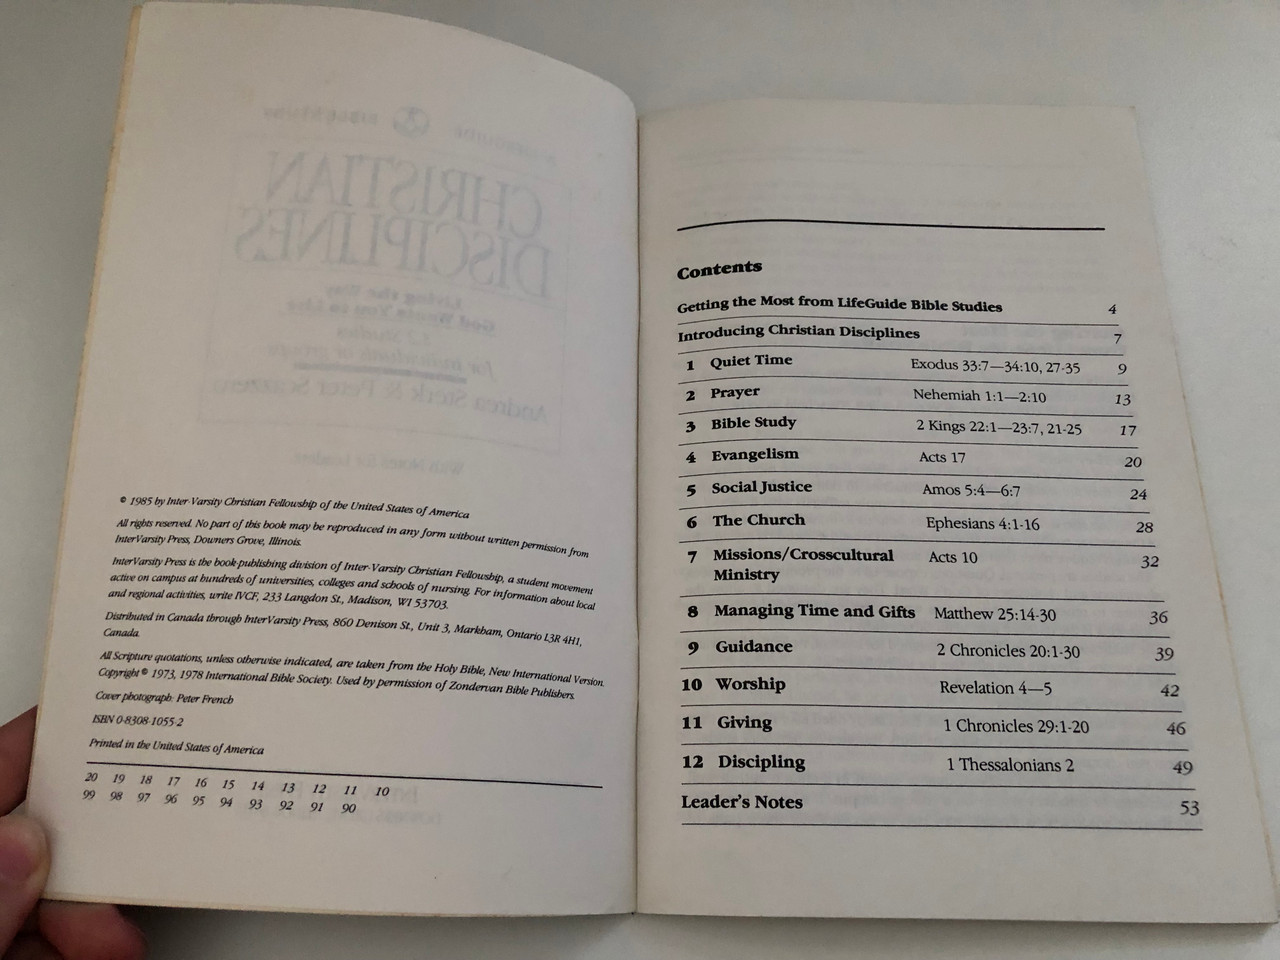 © 1985 by Inter-Varsity Christian Fellowship of the United States of America
All rights reserved. No part of this book may be reproduced in any form without written permission from
InterVarsity Press, Downers Grove, Illinois.
InterVarsity Press is the book-publishing division of Inter-Varsity Christian Fellowship, a student movement
active on campus at hundreds of universities, colleges and schools of nursing. For information about local
and regional activities, write IVCF, 233 Langdon St., Madison, WI 53703.
Distributed in Canada through InterVarsity Press, 860 Denison St., Unit 3, Markham, Ontario L3R 4H1,
Canada.
All Scripture quotations, unless otherwise indicated, are taken from the Holy Bible, New International Version.
Copyright © 1973, 1978 International Bible Society. Used by permission of Zondervan Bible Publishers.
Cover photograph: Peter French
ISBN 0-8308-1055-2
Printed in the United States of America
20 19 18 17 16 15 14 13 12 11 10
99 98 97 96 95 94 93 92 91 90
Contents
Getting the Most from LifeGuide Bible Studies 4
Introducing Christian Disciplines 7
1 Quiet Time Exodus 33:7—34:10, 27-35 9
2 Prayer Nehemiah 1:1—2:10 13
3 Bible Study 2 Kings 22:1—23:7, 21-25 17
4 Evangelism Acts 17 20
5 Social Justice Amos 5:4—6:7 24
6 The Church Ephesians 4:1-16 28
7 Missions/Crosscultural Acts 10 32
Ministry
8 Managing Time and Gifts Matthew 25:14-30 36
9 Guidance 2 Chronicles 20:1-30 39
10 Worship Revelation 4—5 42
11 Giving 1 Chronicles 29:1-20 46
12 Discipling 1 Thessalonians 2 49
Leader's Notes 53